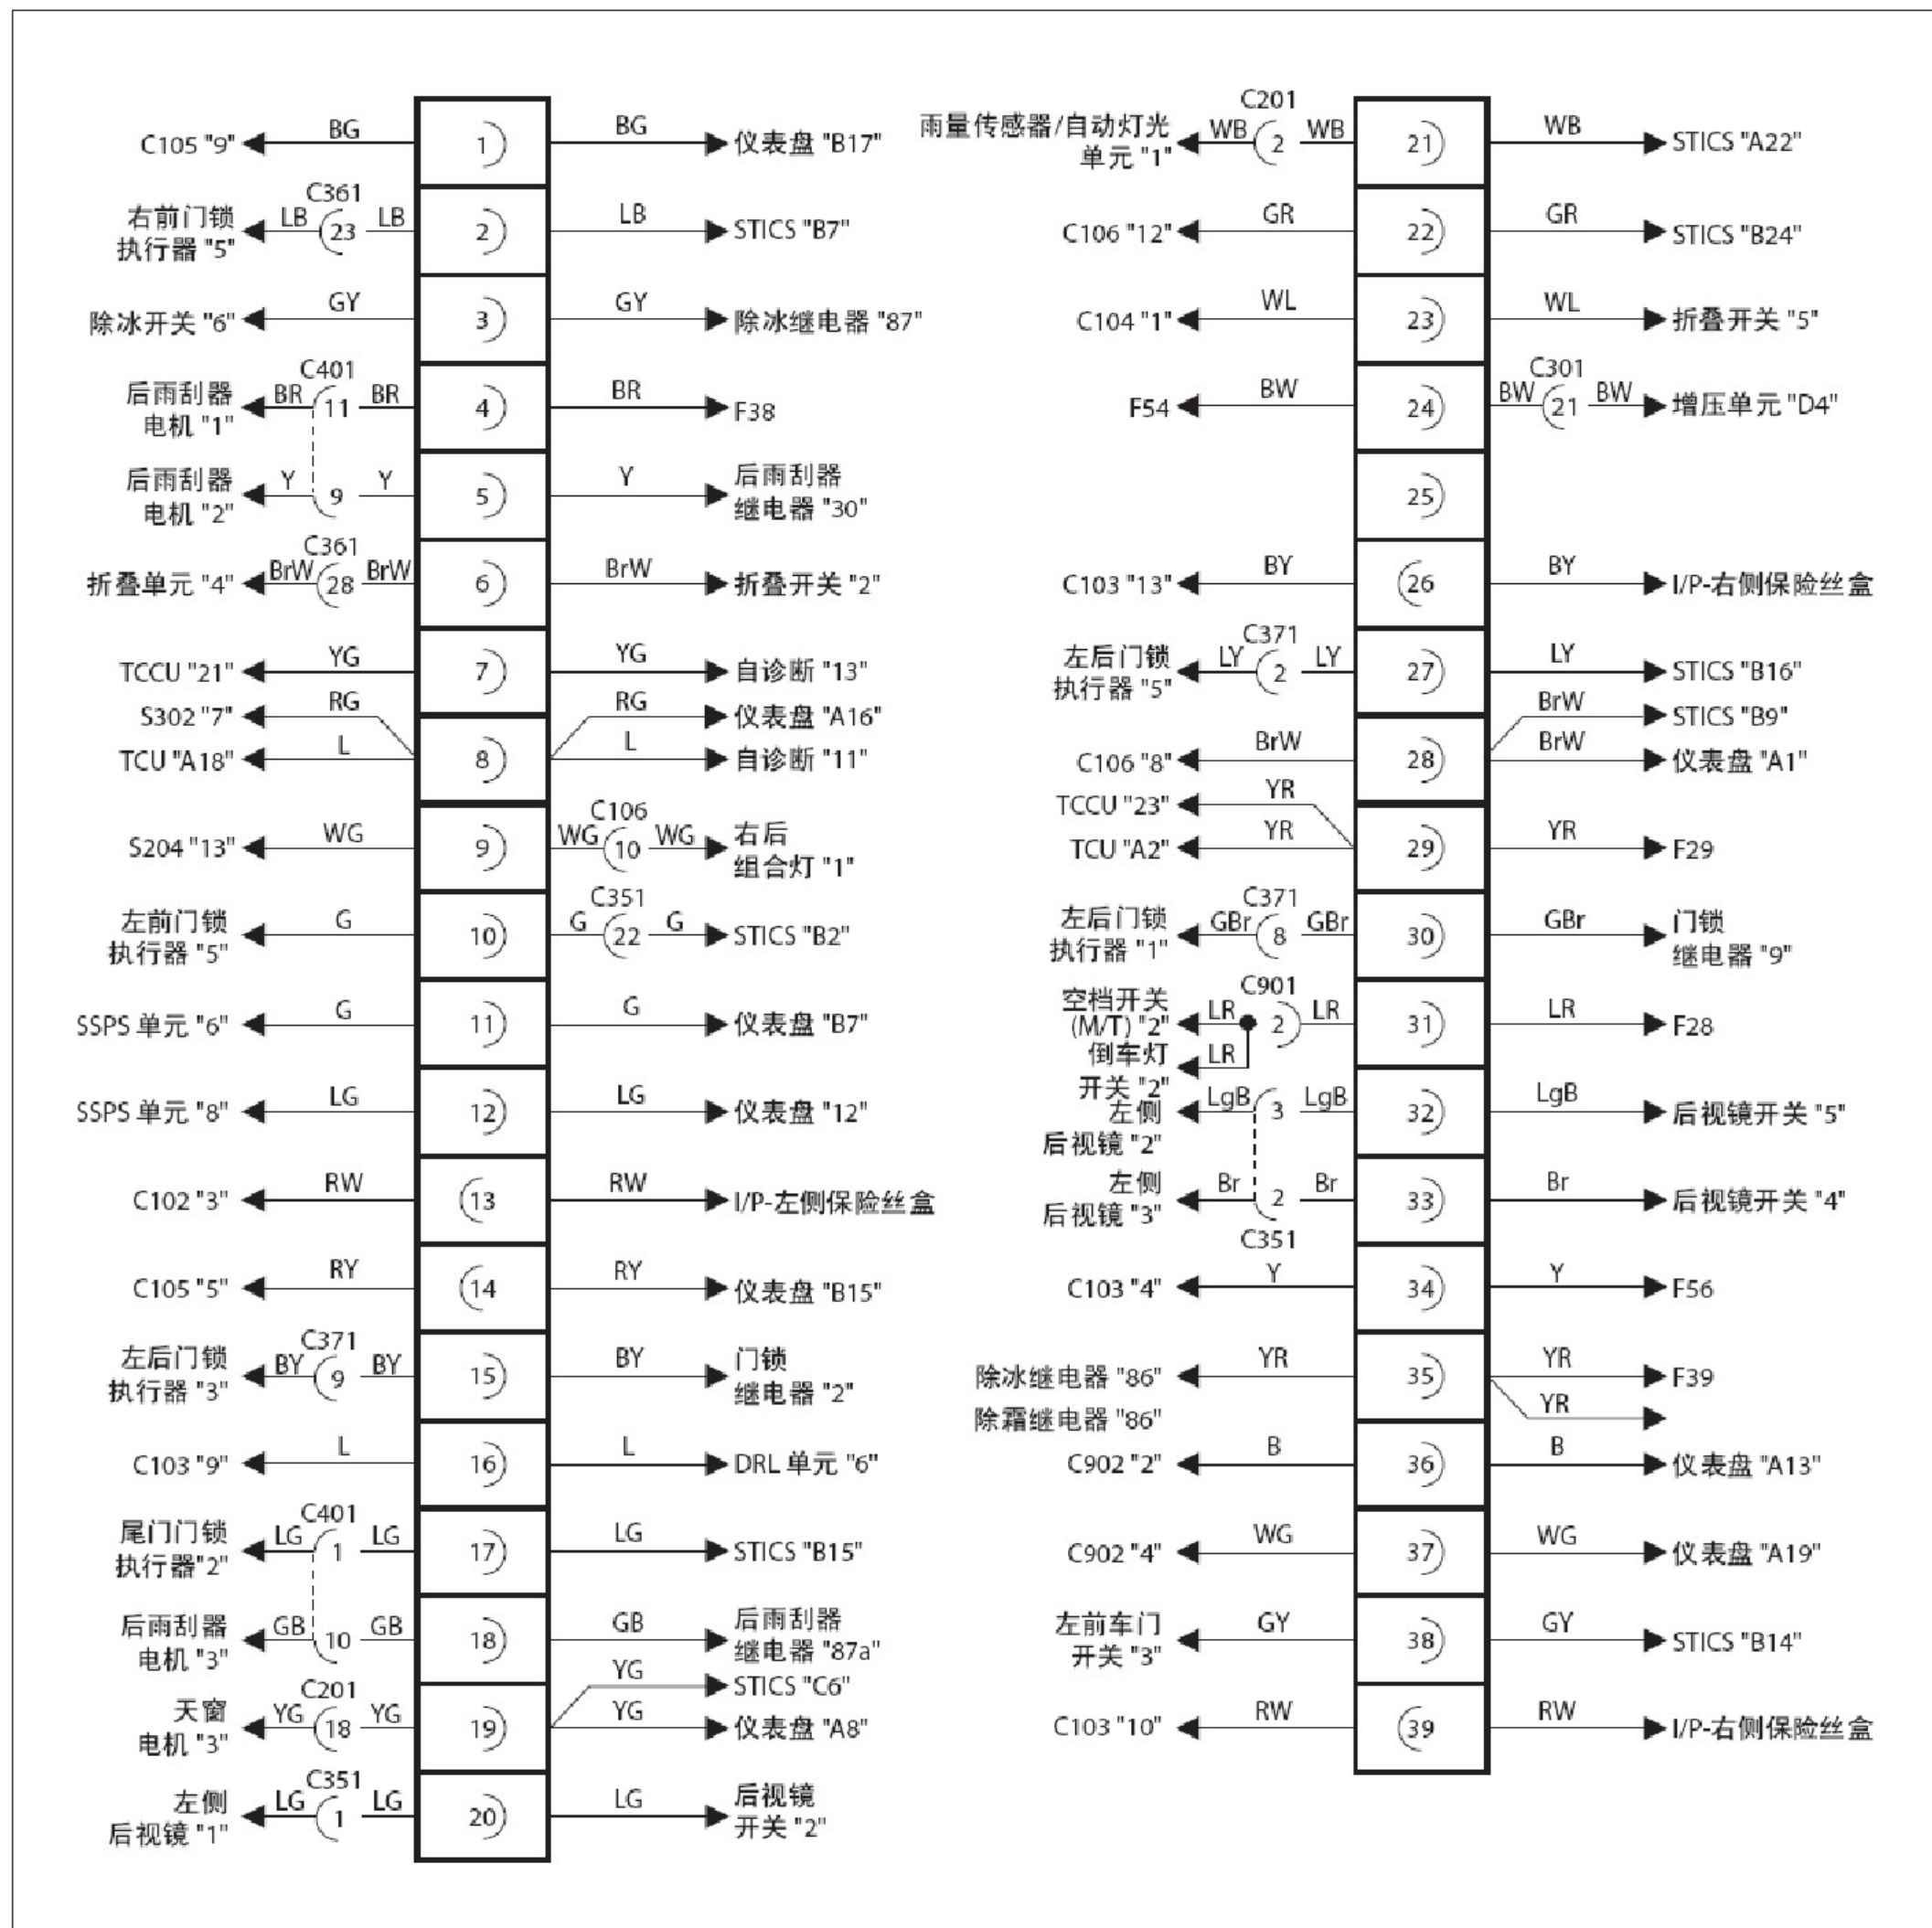 BG
BG
C105 "9"
1
仪表盘 "B17"
C361
右前门锁
执行器 "5"
LB
23
LB
2
LB
STICS "B7"
除冰开关 "6"
GY
3
GY
除冰继电器 "87"
C401
后雨刮器
电机 "1"
BR
11
BR
4
BR
F38
后雨刮器
电机 "2"
Y
9
Y
5
Y
后雨刮器
继电器 "30"
C361
折叠单元 "4"
BrW
28
BrW
6
BrW
折叠开关 "2"
TCCU "21"
YG
7
YG
自诊断 "13"
S302 "7"
RG
RG
仪表盘 "A16"
TCU "A18"
L
8
L
自诊断 "11"
S204 "13"
WG
9
C106
WG
10
WG
右后
组合灯 "1"
左前门锁
执行器 "5"
G
10
C351
G
22
G
STICS "B2"
SSPS 单元 "6"
G
11
G
仪表盘 "B7"
SSPS 单元 "8"
LG
12
LG
仪表盘 "12"
C102 "3"
RW
13
RW
I/P-左侧保险丝盒
C105 "5"
RY
14
RY
仪表盘 "B15"
C371
左后门锁
执行器 "3"
BY
9
BY
15
BY
门锁
继电器 "2"
C103 "9"
L
16
L
DRL 单元 "6"
C401
尾门门锁
执行器"2"
LG
1
LG
17
LG
STICS "B15"
后雨刮器
电机 "3"
GB
10
GB
18
GB
后雨刮器
继电器 "87a"
YG
STICS "C6"
C201
天窗
电机 "3"
YG
18
YG
19
YG
仪表盘 "A8"
C351
左侧
后视镜 "1"
LG
1
LG
20
LG
后视镜
开关 "2"
C201
雨量传感器/自动灯光
单元 "1"
WB
2
WB
21
WB
STICS "A22"
C106 "12"
GR
22
GR
STICS "B24"
C104 "1"
WL
23
WL
折叠开关 "5"
F54
BW
24
C301
BW
21
BW
增压单元 "D4"
25
C103 "13"
BY
26
BY
I/P-右侧保险丝盒
C371
左后门锁
执行器 "5"
LY
2
LY
27
LY
STICS "B16"
BrW
STICS "B9"
C106 "8"
BrW
28
BrW
仪表盘 "A1"
TCCU "23"
YR
TCU "A2"
YR
29
YR
F29
C371
左后门锁
执行器 "1"
GBr
8
GBr
30
GBr
门锁
继电器 "9"
C901
空档开关
(M/T) "2"
LR
2
LR
31
LR
F28
倒车灯
开关 "2"
LR
左侧
后视镜 "2"
LgB
3
LgB
32
LgB
后视镜开关 "5"
左侧
后视镜 "3"
Br
2
Br
33
Br
后视镜开关 "4"
C351
C103 "4"
Y
34
Y
F56
除冰继电器 "86"
YR
35
YR
F39
除霜继电器 "86"
YR
C902 "2"
B
36
B
仪表盘 "A13"
C902 "4"
WG
37
WG
仪表盘 "A19"
左前车门
开关 "3"
GY
38
GY
STICS "B14"
C103 "10"
RW
39
RW
I/P-右侧保险丝盒